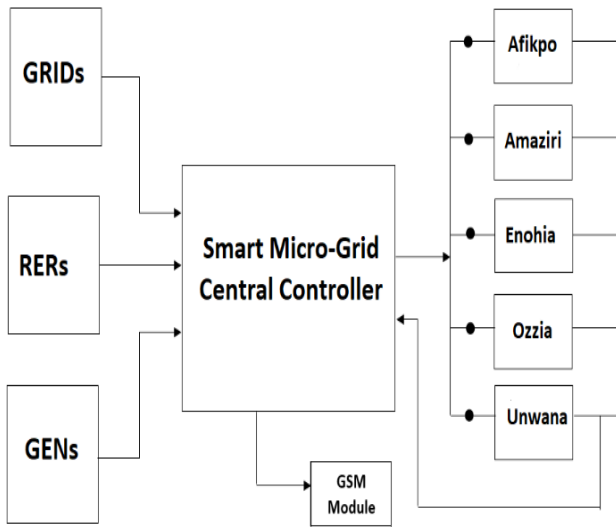 GRIDs
RERs
GENs
Smart Micro-Grid
Central Controller
GSM
Module
Afikpo
Amaziri
Enohia
Ozzia
Unwana